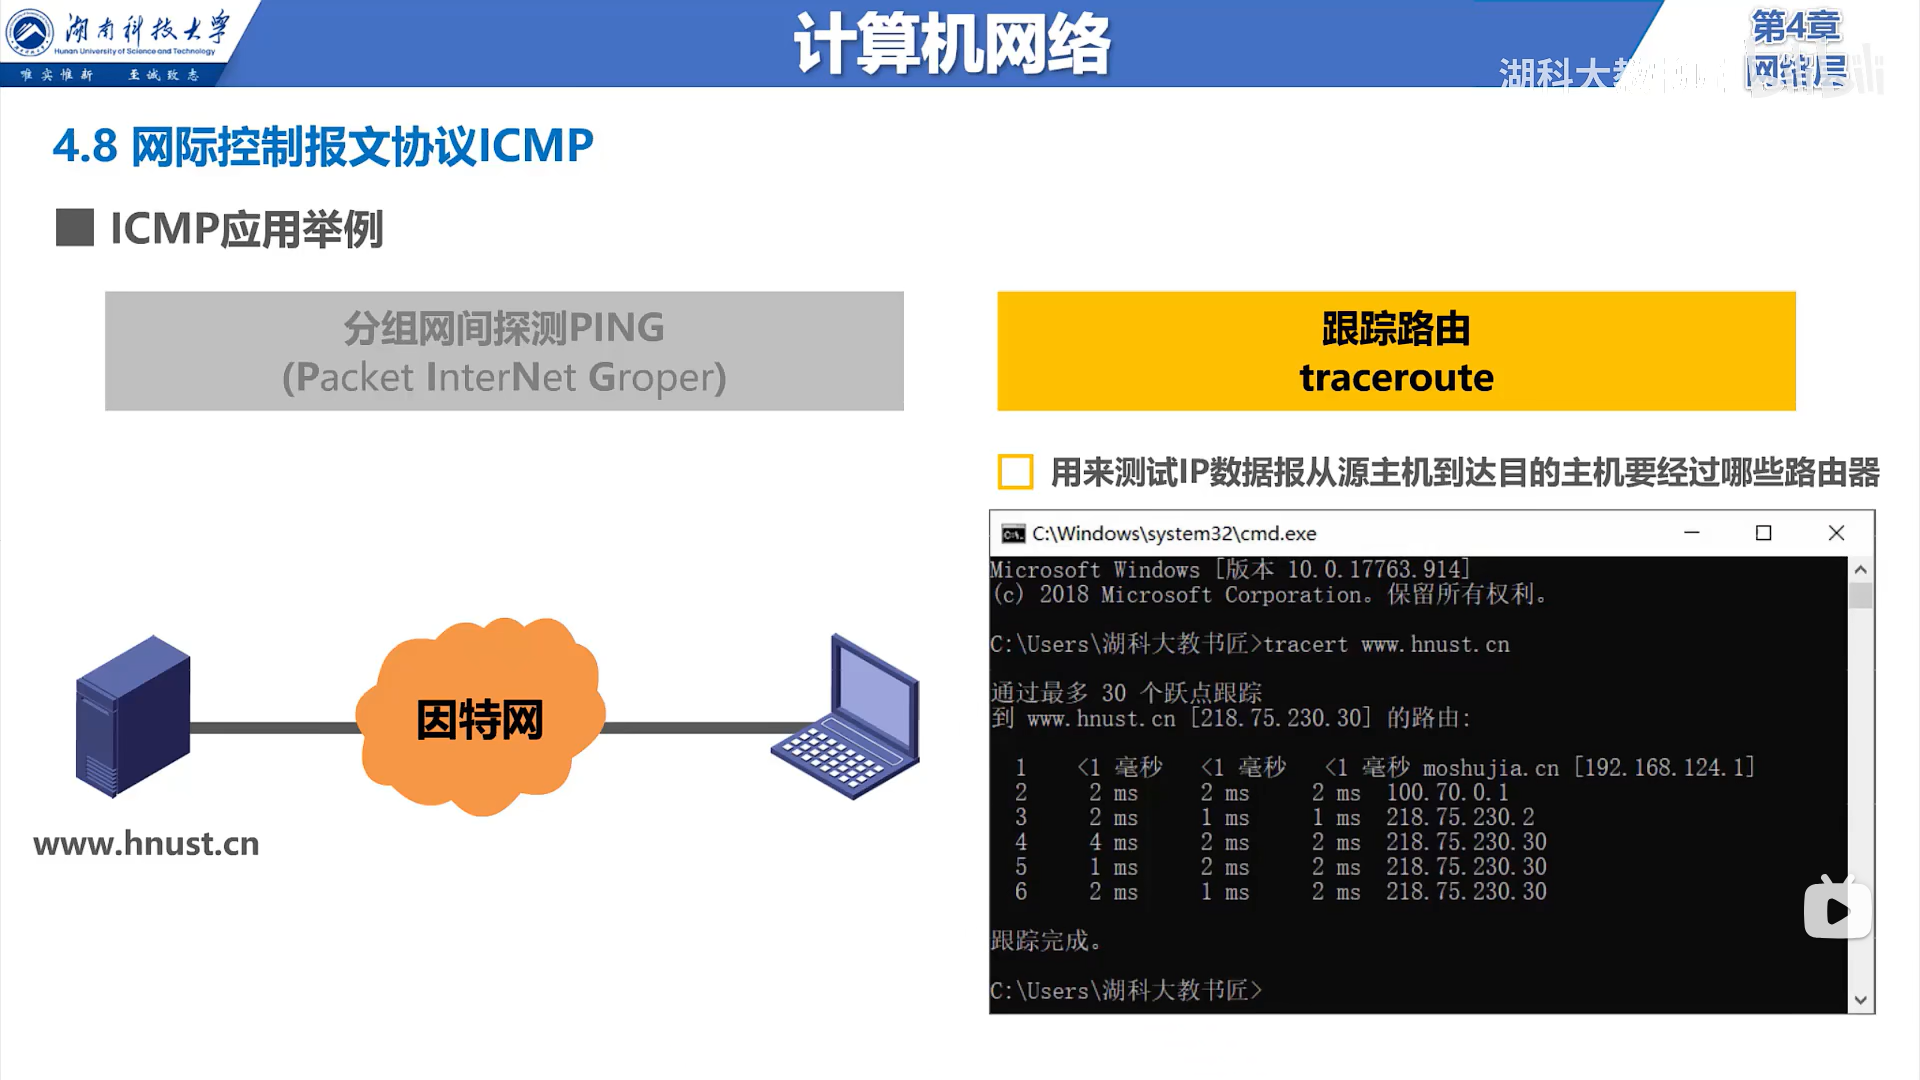 湖南科技大学
Hunan University of Science and Technology
唯实惟新 至诚致志
计算机网络
第4章
网络层
湖科大教书匠
4.8 网际控制报文协议ICMP
ICMP应用举例
分组网间探测PING
(Packet InterNet Groper)
跟踪路由
traceroute
用来测试IP数据报从源主机到达目的主机要经过哪些路由器
因特网
www.hnust.cn
C:\Windows\system32\cmd.exe
Microsoft Windows [版本 10.0.17763.914]
(c) 2018 Microsoft Corporation。保留所有权利。
C:\Users\湖科大教书匠>tracert www.hnust.cn
通过最多 30 个跃点跟踪
到 www.hnust.cn [218.75.230.30] 的路由:
1 <1 毫秒 <1 毫秒 <1 毫秒 moshujia.cn [192.168.124.1]
2 2 ms 2 ms 2 ms 100.70.0.1
3 2 ms 1 ms 1 ms 218.75.230.2
4 4 ms 2 ms 2 ms 218.75.230.30
5 1 ms 2 ms 2 ms 218.75.230.30
6 2 ms 1 ms 2 ms 218.75.230.30
跟踪完成。
C:\Users\湖科大教书匠>